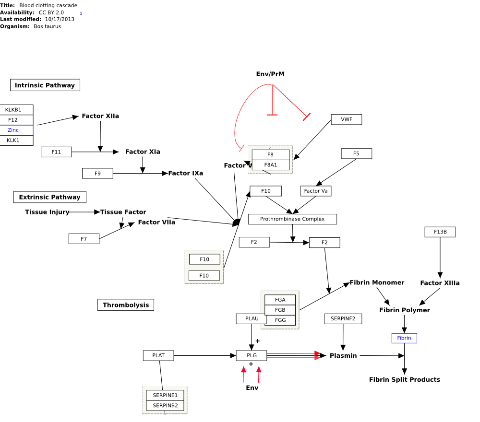 Title: Blood clotting cascade
Availability: CC BY 2.0
Last modified: 10/17/2013
Organism: Bos taurus
Env/PrM
Intrinsic Pathway
KLKB1
F12
Zinc
KLK1
Factor XIIa
VWF
F11
Factor XIa
F8
F8A1
F5
F9
Factor IXa
Factor V
F10
Factor Va
Extrinsic Pathway
Tissue Injury
Tissue Factor
Factor VIIa
Prothrombinase Complex
F7
F2
F2
F13B
F10
F10
Fibrin Monomer
Factor XIIIa
Thrombolysis
FGA
FGB
FGG
Fibrin Polymer
PLAU
SERPINE2
Fibrin
+
PLAT
PLG
Plasmin
+
Env
Fibrin Split Products
SERPINE1
SERPING2